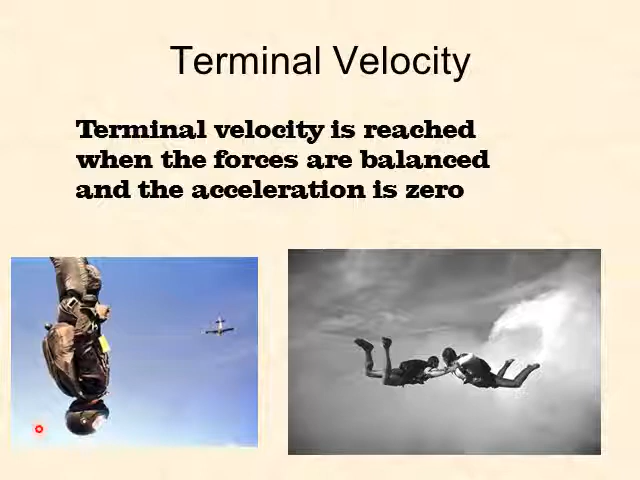 Terminal Velocity
Terminal velocity is reached
when the forces are balanced
and the acceleration is zero